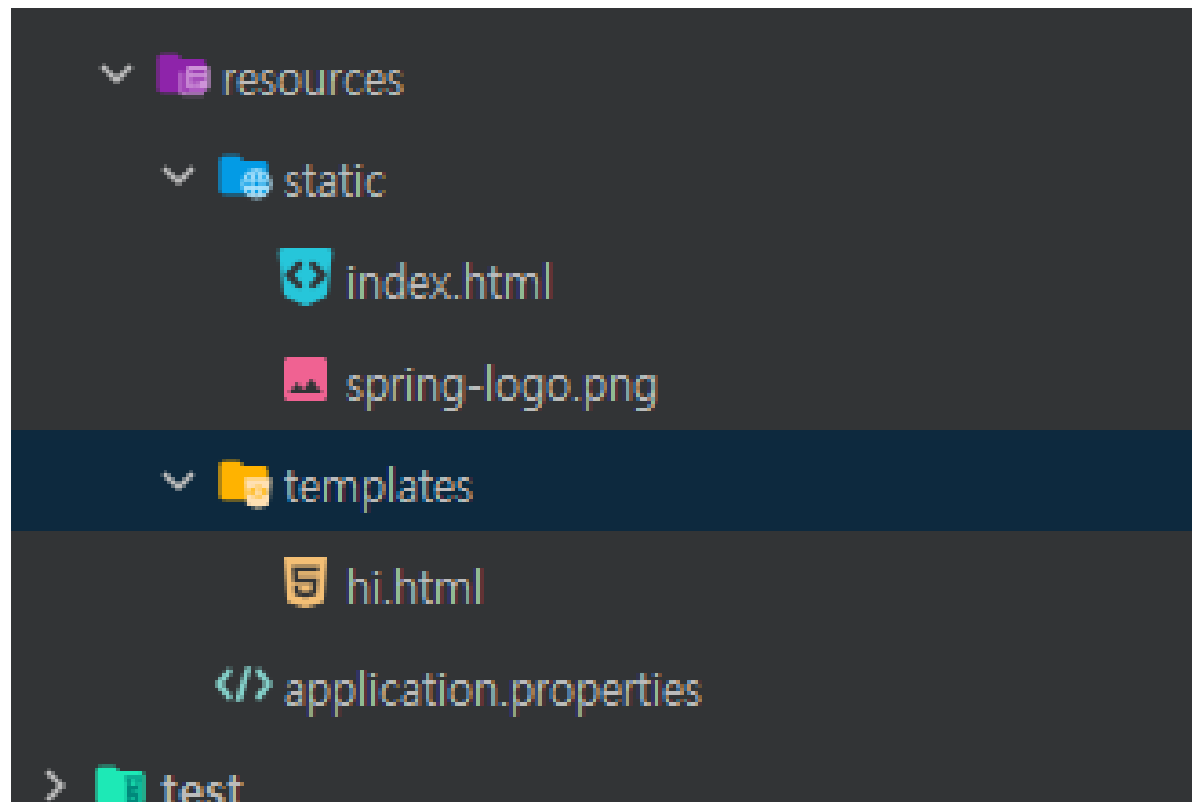 resources
static
index.html
spring-logo.png
templates
hi.html
application.properties
test